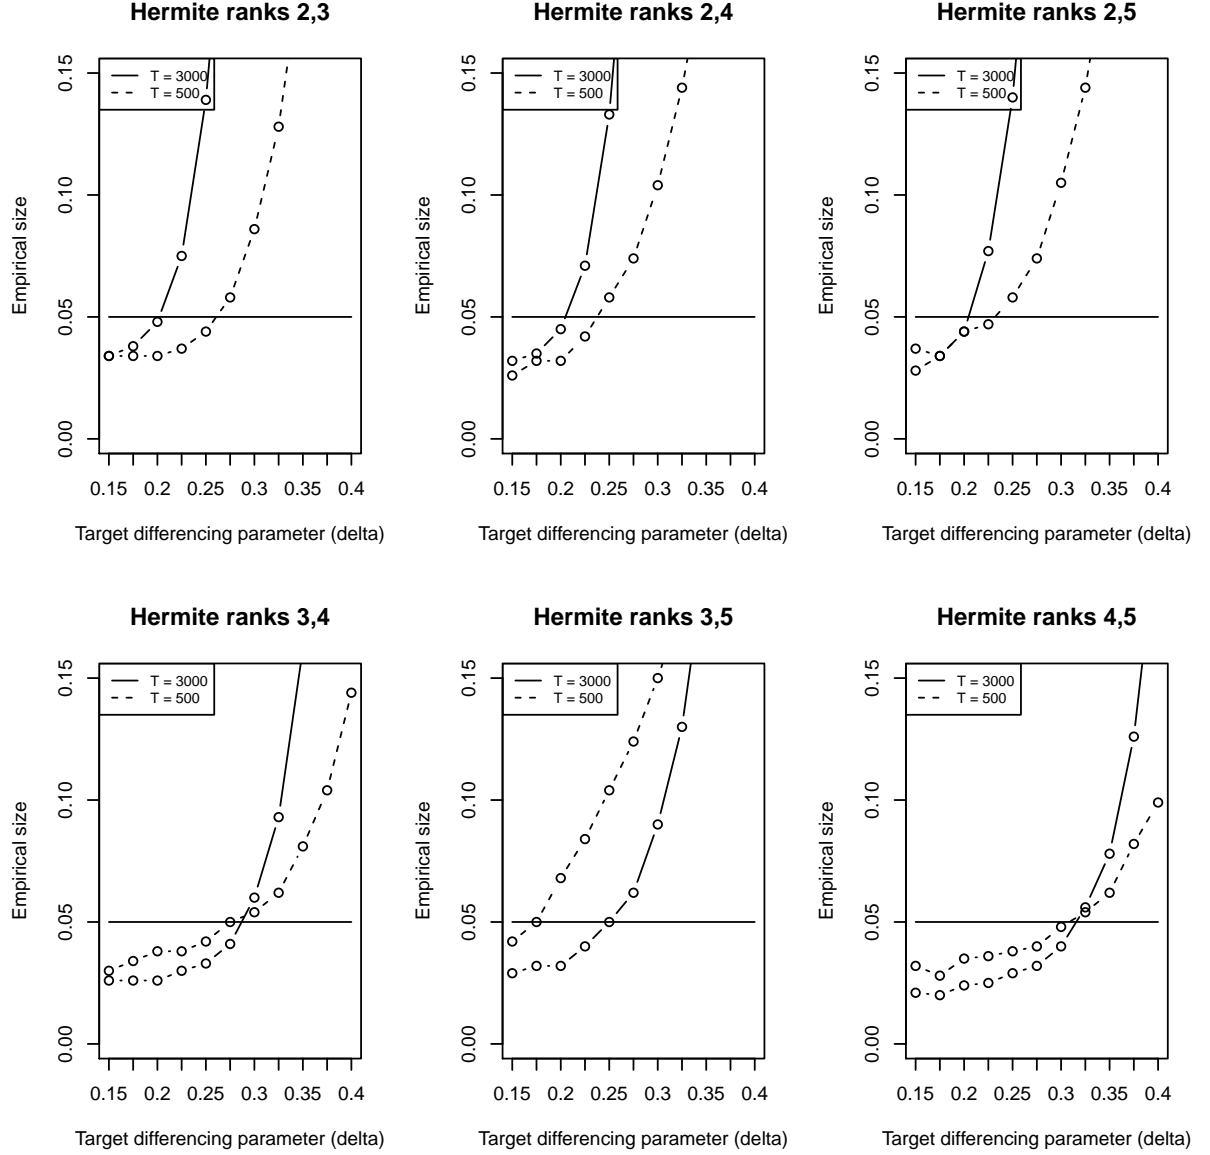 Hermite ranks 2,3
T = 3000
T = 500
Empirical size
0.00 0.05 0.10 0.15
0.15 0.2 0.25 0.3 0.35 0.4
Target differencing parameter (delta)
Hermite ranks 2,4
T = 3000
T = 500
Empirical size
0.00 0.05 0.10 0.15
0.15 0.2 0.25 0.3 0.35 0.4
Target differencing parameter (delta)
Hermite ranks 2,5
T = 3000
T = 500
Empirical size
0.00 0.05 0.10 0.15
0.15 0.2 0.25 0.3 0.35 0.4
Target differencing parameter (delta)
Hermite ranks 3,4
T = 3000
T = 500
Empirical size
0.00 0.05 0.10 0.15
0.15 0.2 0.25 0.3 0.35 0.4
Target differencing parameter (delta)
Hermite ranks 3,5
T = 3000
T = 500
Empirical size
0.00 0.05 0.10 0.15
0.15 0.2 0.25 0.3 0.35 0.4
Target differencing parameter (delta)
Hermite ranks 4,5
T = 3000
T = 500
Empirical size
0.00 0.05 0.10 0.15
0.15 0.2 0.25 0.3 0.35 0.4
Target differencing parameter (delta)